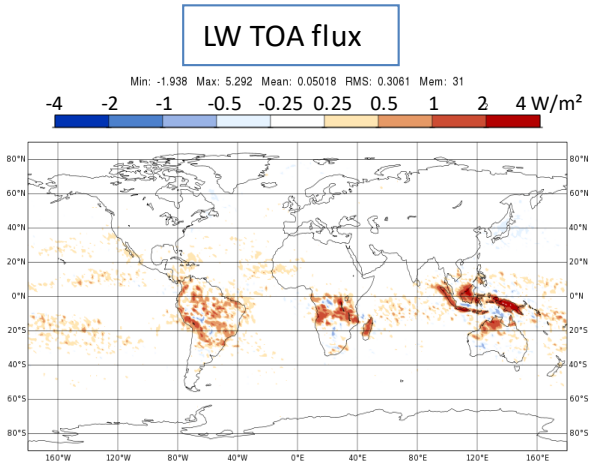 LW TOA flux
Min: -1.938 Max: 5.292 Mean: 0.05018 RMS: 0.3061 Mem: 31
-4 -2 -1 -0.5 -0.25 0.25 0.5 1 2 4 W/m²
80°N 80°N
60°N 60°N
40°N 40°N
20°N 20°N
0°N 0°N
20°S 20°S
40°S 40°S
60°S 60°S
80°S 80°S
160°W 120°W 80°W 40°W 0°E 40°E 80°E 120°E 160°E